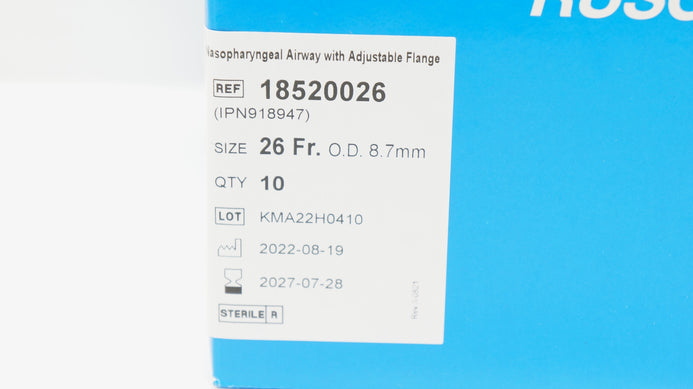 Nasopharyngeal Airway with Adjustable Flange
REF 18520026
(IPN918947)
SIZE 26 Fr. O.D. 8.7mm
QTY 10
LOT KMA22H0410
2022-08-19
2027-07-28
STERILE R